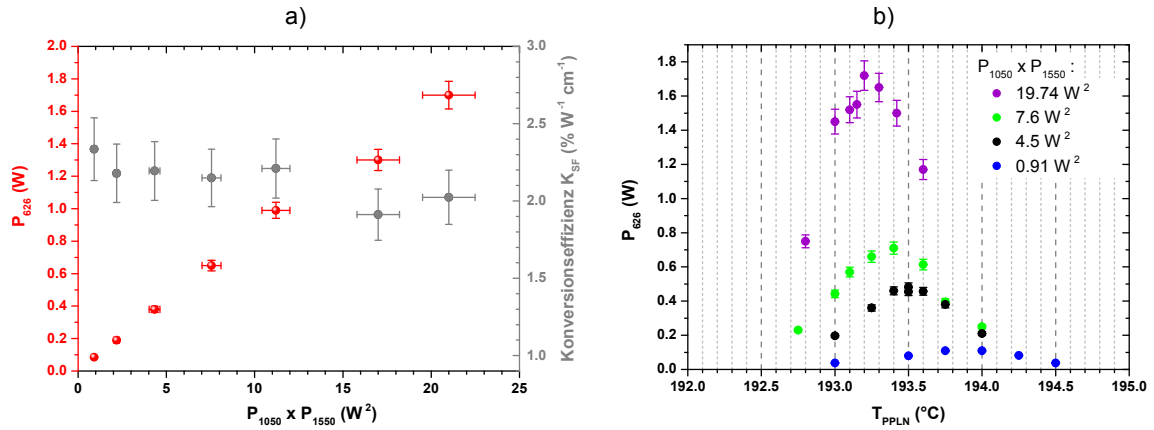 a)
2.0
1.8
1.6
1.4
1.2
1.0
0.8
0.6
0.4
0.2
0.0
P₆₂₆ (W)
0 5 10 15 20 25
P₁₀₅₀ x P₁₅₅₀ (W²)
3.0
2.5
2.0
1.5
1.0
Konversionseffizienz K_SF (% W⁻¹ cm⁻¹)
b)
1.8
1.6
1.4
1.2
1.0
0.8
0.6
0.4
0.2
0.0
P₆₂₆ (W)
P₁₀₅₀ x P₁₅₅₀ :
19.74 W²
7.6 W²
4.5 W²
0.91 W²
192.0 192.5 193.0 193.5 194.0 194.5 195.0
T_PPLN (°C)